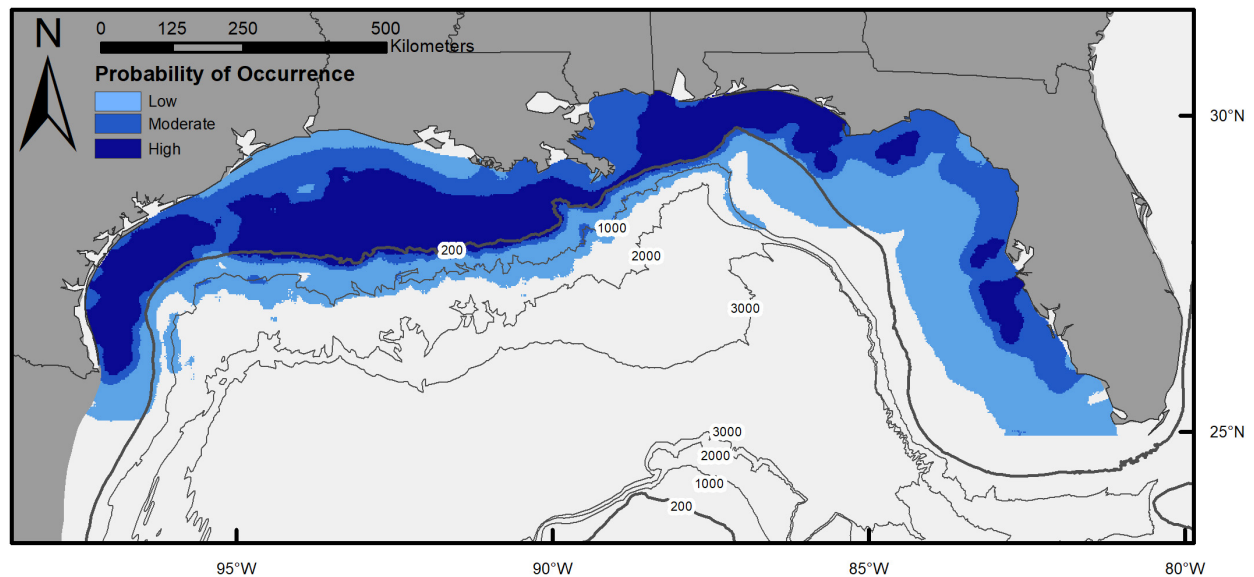 N
0 125 250 500
Kilometers
Probability of Occurrence
Low
Moderate
High
30°N
1000
200
2000
3000
25°N
3000
2000
1000
200
95°W 90°W 85°W 80°W